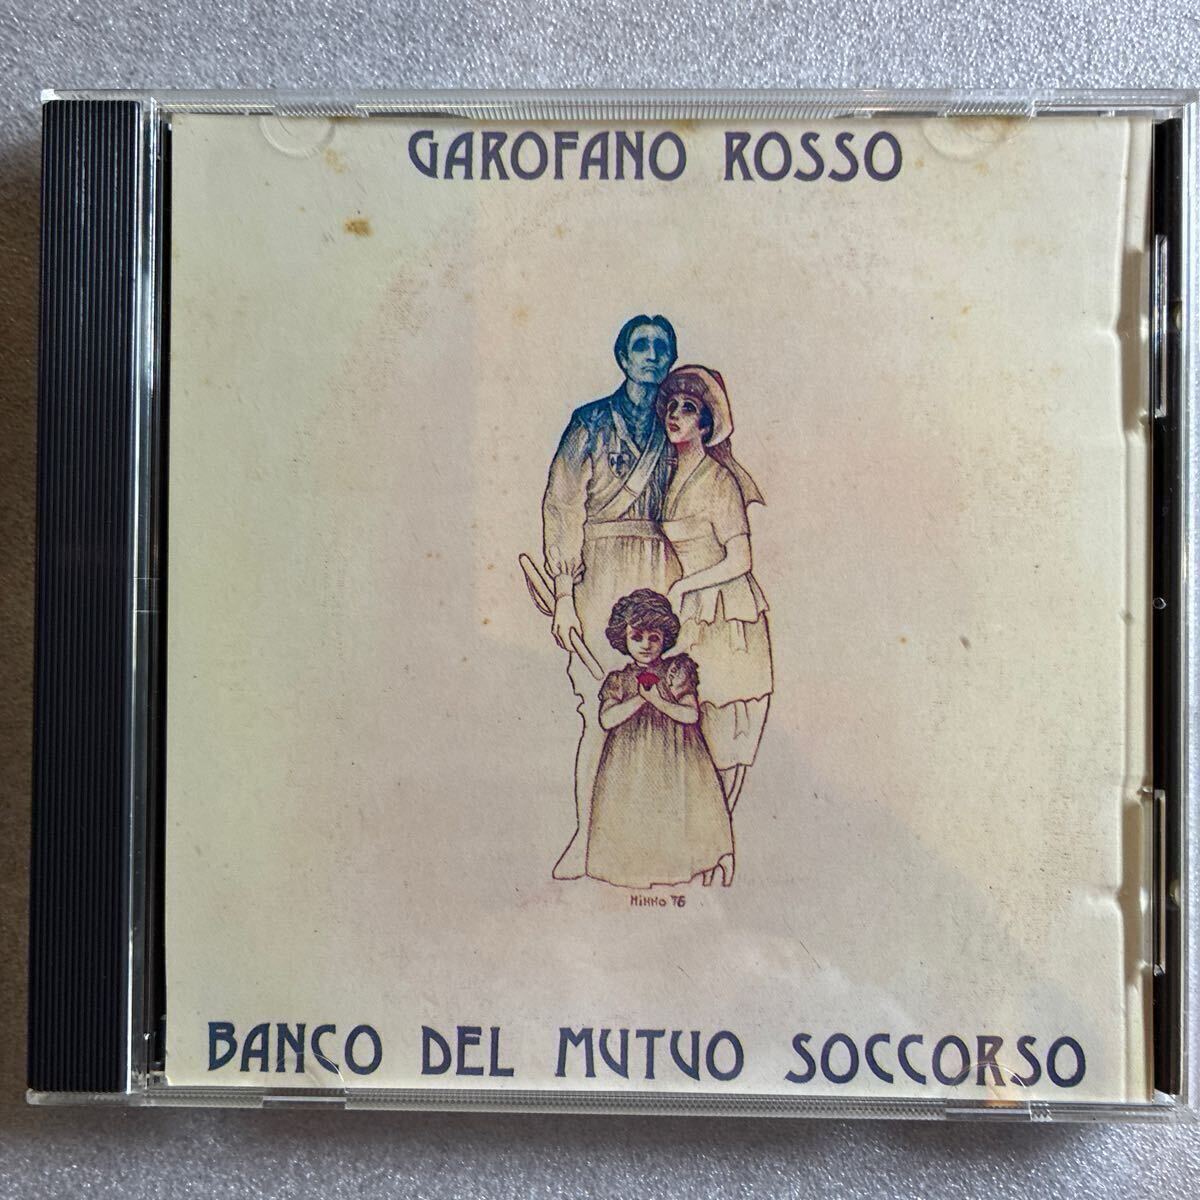 GAROFANO ROSSO
MIMMO 76
BANCO DEL MUTUO SOCCORSO